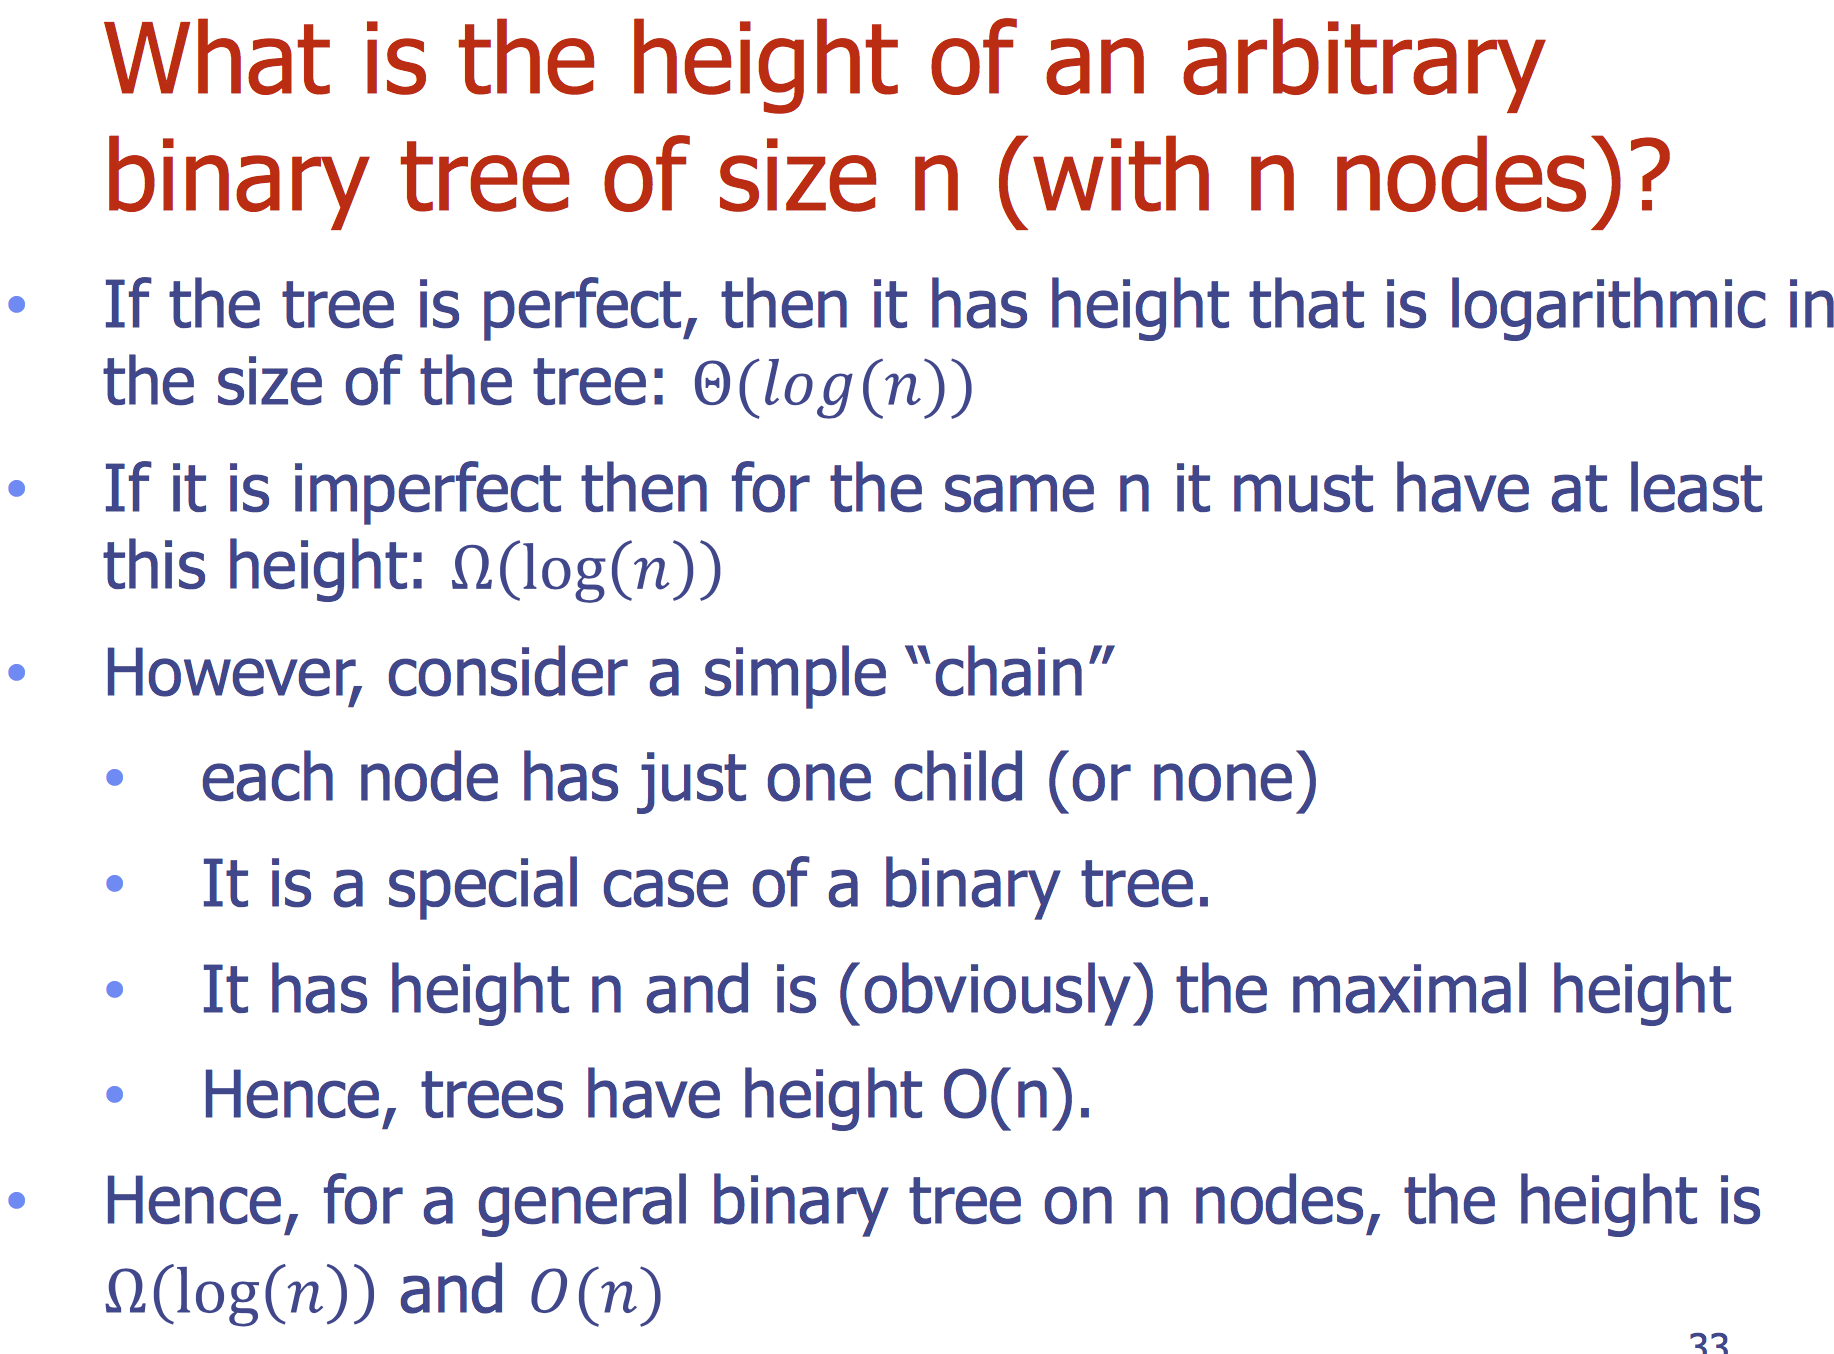 What is the height of an arbitrary
binary tree of size n (with n nodes)?
• If the tree is perfect, then it has height that is logarithmic in
the size of the tree: Θ(log(n))
• If it is imperfect then for the same n it must have at least
this height: Ω(log(n))
• However, consider a simple “chain”
• each node has just one child (or none)
• It is a special case of a binary tree.
• It has height n and is (obviously) the maximal height
• Hence, trees have height O(n).
• Hence, for a general binary tree on n nodes, the height is
Ω(log(n)) and O(n)
33